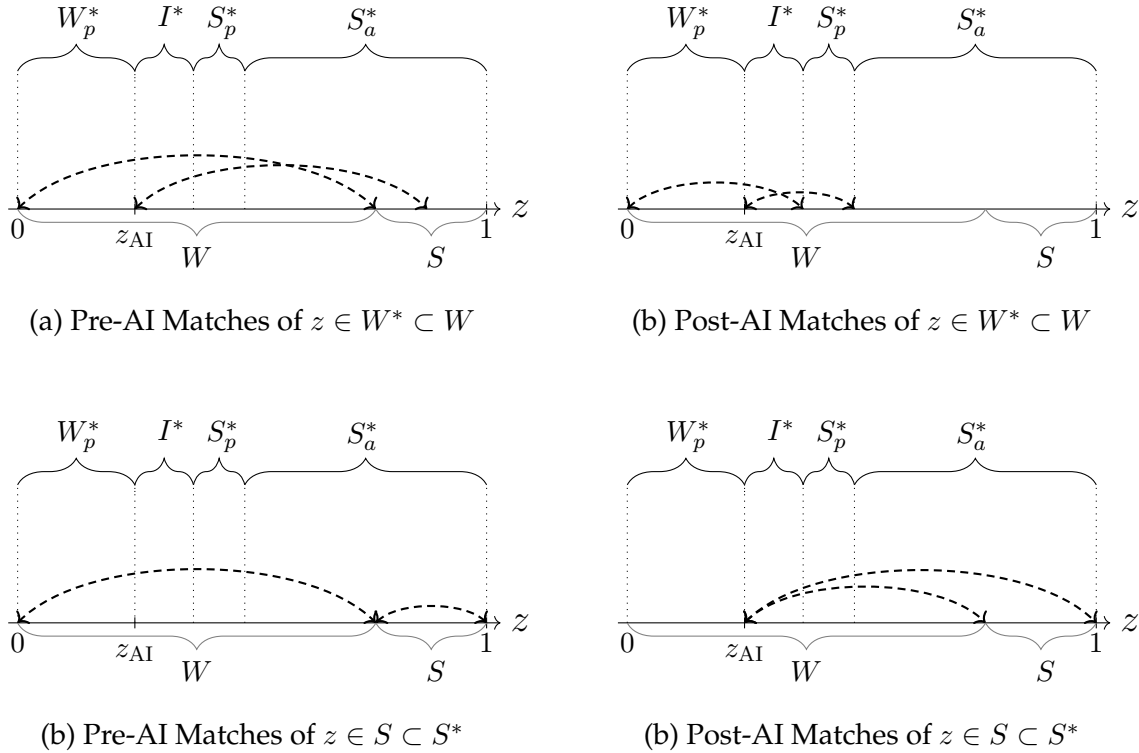 W_p^* I^* S_p^* S_a^*
0 z_AI 1 z
W S
(a) Pre-AI Matches of z ∈ W^* ⊂ W
W_p^* I^* S_p^* S_a^*
0 z_AI 1 z
W S
(b) Post-AI Matches of z ∈ W^* ⊂ W
W_p^* I^* S_p^* S_a^*
0 z_AI 1 z
W S
(b) Pre-AI Matches of z ∈ S ⊂ S^*
W_p^* I^* S_p^* S_a^*
0 z_AI 1 z
W S
(b) Post-AI Matches of z ∈ S ⊂ S^*